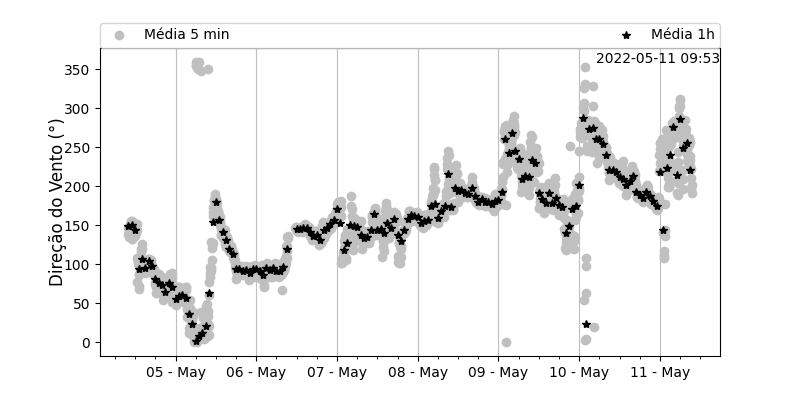 Média 5 min
Média 1h
2022-05-11 09:53
Direção do Vento (°)
350
300
250
200
150
100
50
0
05 - May
06 - May
07 - May
08 - May
09 - May
10 - May
11 - May